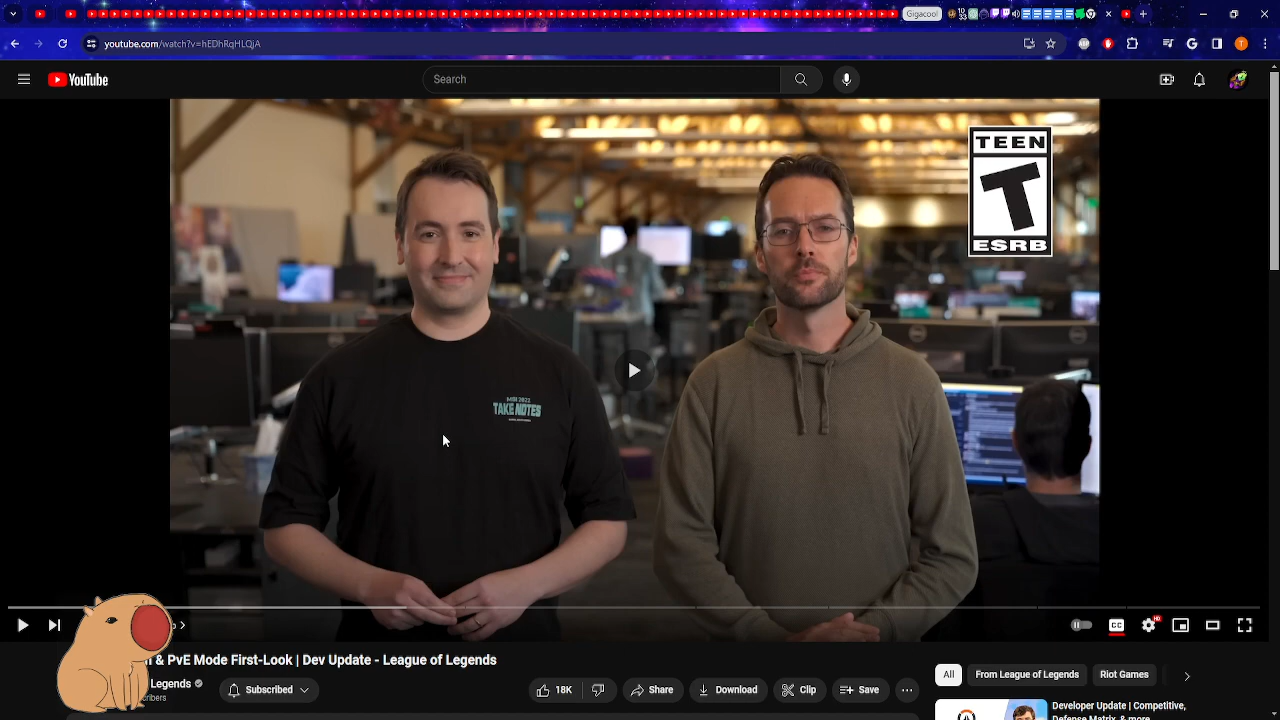 Gigacool
youtube.com/watch?v=hEDhRqHLQjA
YouTube
Search
TEEN
T
ESRB
MSI 2022
TAKE NOTES
CC
HD
& PvE Mode First-Look | Dev Update - League of Legends
Legends
Subscribed
18K
Share
Download
Clip
Save
All
From League of Legends
Riot Games
Developer Update | Competitive,
Defense Matrix, & more